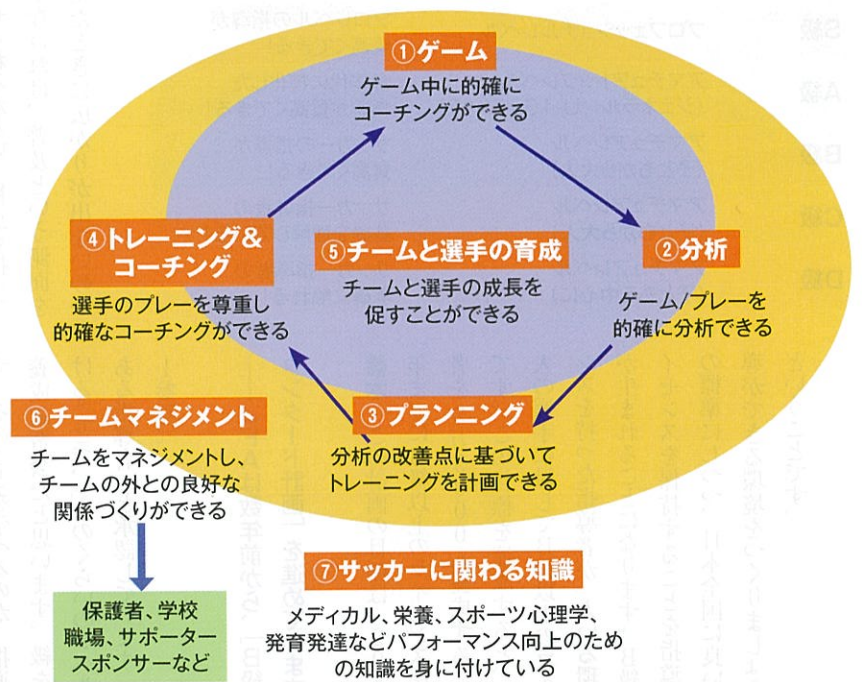 ①ゲーム
ゲーム中に的確に
コーチングができる
④トレーニング&
コーチング
選手のプレーを尊重し
的確なコーチングができる
⑤チームと選手の育成
チームと選手の成長を
促すことができる
②分析
ゲーム/プレーを
的確に分析できる
③プランニング
分析の改善点に基づいて
トレーニングを計画できる
⑥チームマネジメント
チームをマネジメントし、
チームの外との良好な
関係づくりができる
保護者、学校
職場、サポーター
スポンサーなど
⑦サッカーに関わる知識
メディカル、栄養、スポーツ心理学、
発育発達などパフォーマンス向上のため
の知識を身に付けている